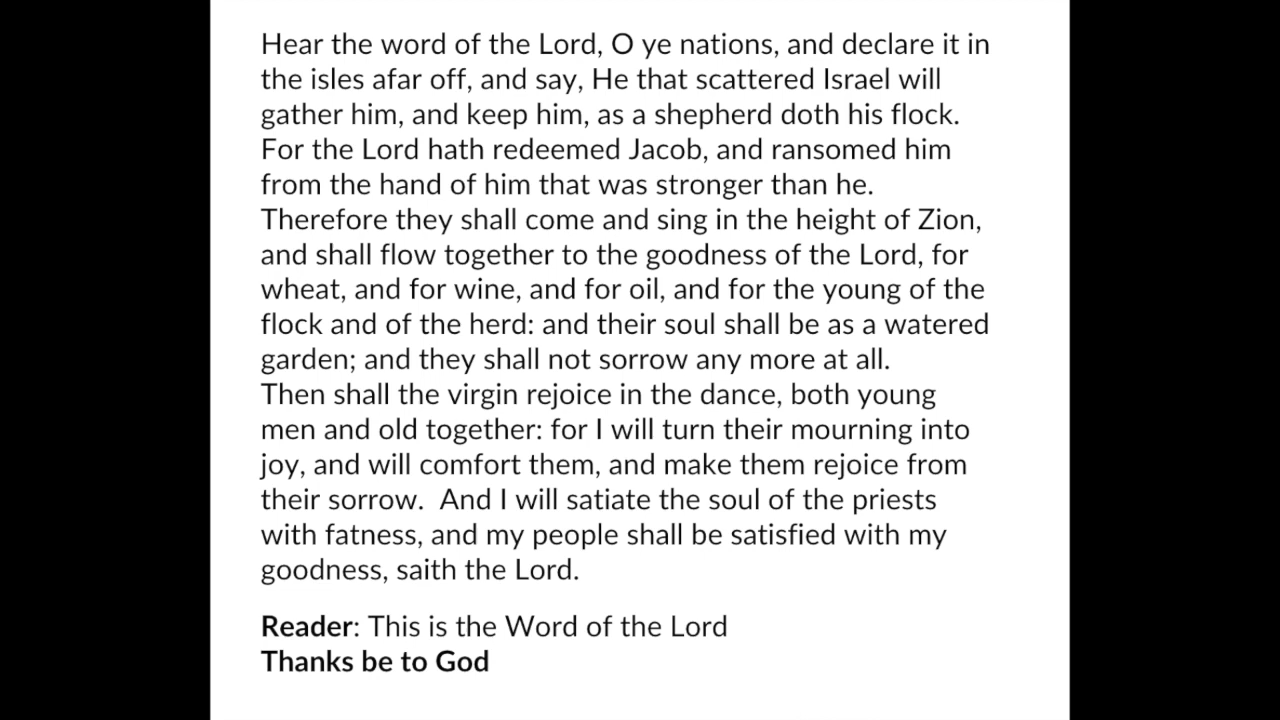 Hear the word of the Lord, O ye nations, and declare it in
the isles afar off, and say, He that scattered Israel will
gather him, and keep him, as a shepherd doth his flock.
For the Lord hath redeemed Jacob, and ransomed him
from the hand of him that was stronger than he.
Therefore they shall come and sing in the height of Zion,
and shall flow together to the goodness of the Lord, for
wheat, and for wine, and for oil, and for the young of the
flock and of the herd: and their soul shall be as a watered
garden; and they shall not sorrow any more at all.
Then shall the virgin rejoice in the dance, both young
men and old together: for I will turn their mourning into
joy, and will comfort them, and make them rejoice from
their sorrow.  And I will satiate the soul of the priests
with fatness, and my people shall be satisfied with my
goodness, saith the Lord.
Reader: This is the Word of the Lord
Thanks be to God